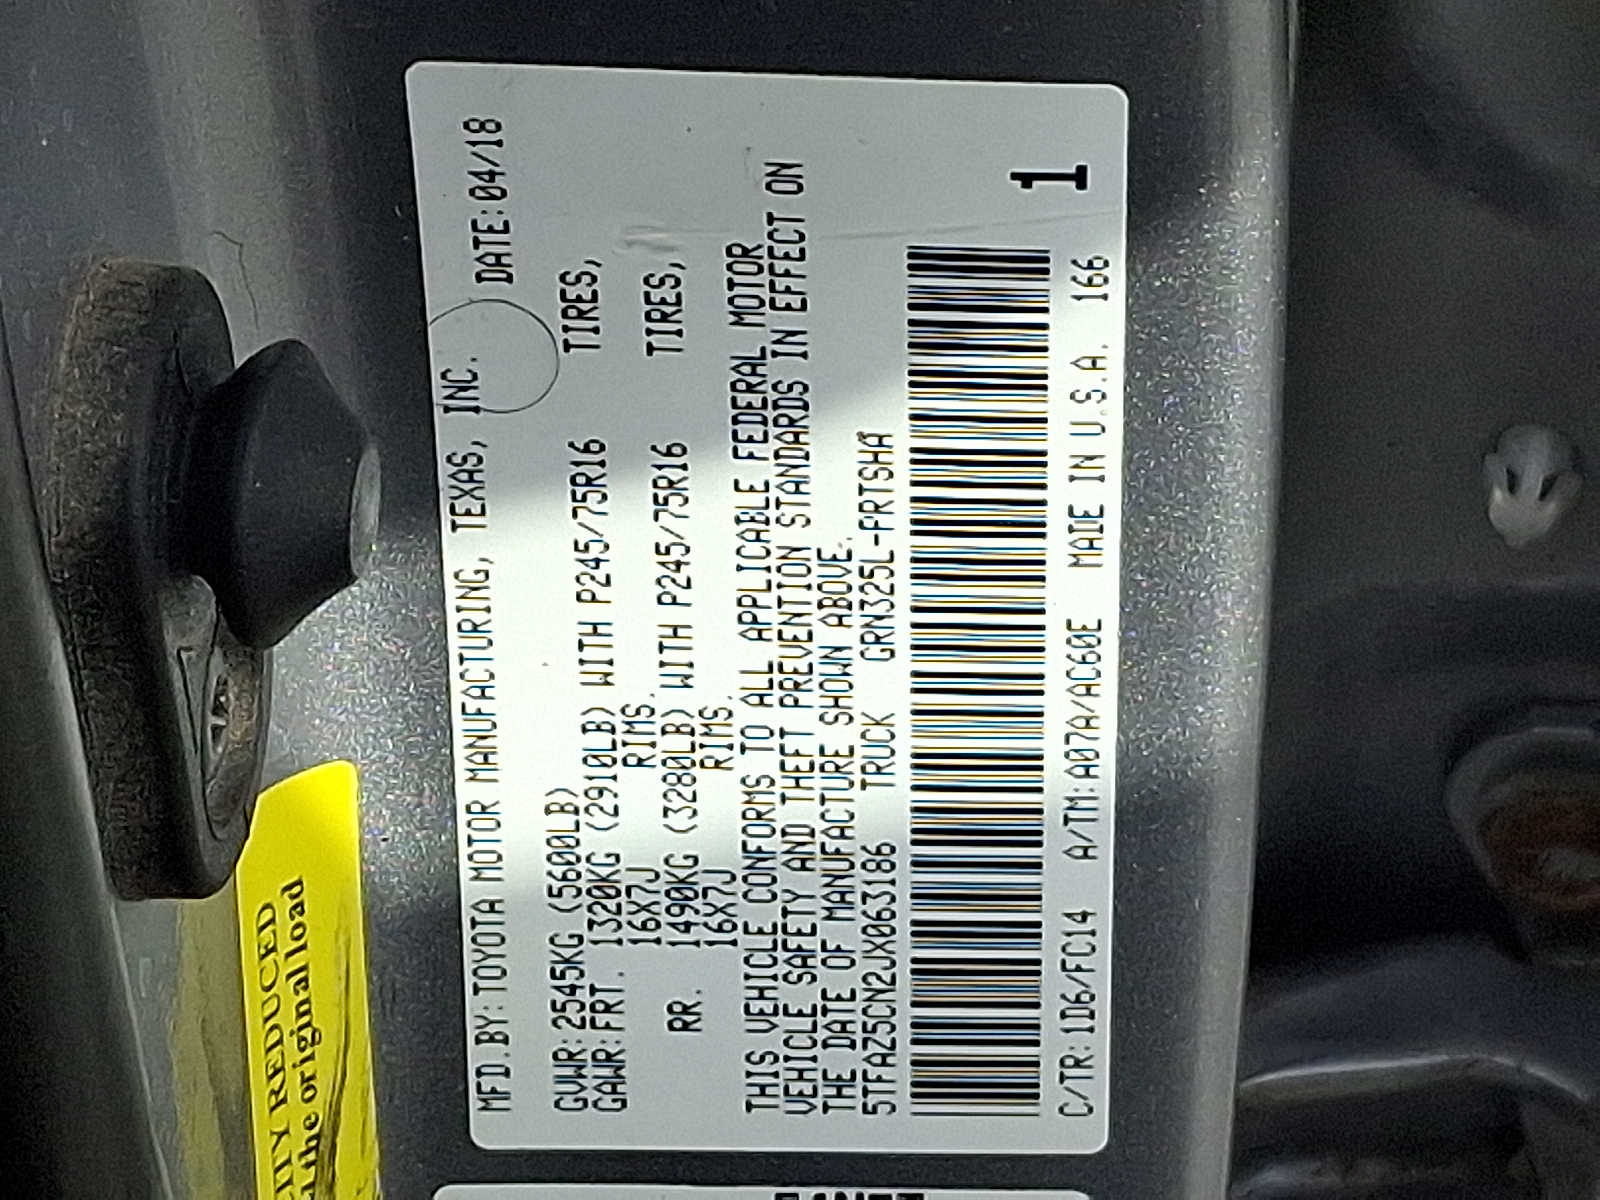 MFD.BY:TOYOTA MOTOR MANUFACTURING, TEXAS, INC. DATE:04/18
GVWR:2545KG (5600LB)
GAWR:FRT. 1320KG (2910LB) WITH P245/75R16 TIRES,
16X7J RIMS.
RR. 1490KG (3280LB) WITH P245/75R16 TIRES,
16X7J RIMS.
THIS VEHICLE CONFORMS TO ALL APPLICABLE FEDERAL MOTOR
VEHICLE SAFETY AND THEFT PREVENTION STANDARDS IN EFFECT ON
THE DATE OF MANUFACTURE SHOWN ABOVE.
5TFAZ5CN2JX063186 TRUCK GRN325L-PRTSHA
C/TR:1D6/FC14 A/TM:A07A/AC60E MADE IN U.S.A. 166
1
REDUCED
the original load